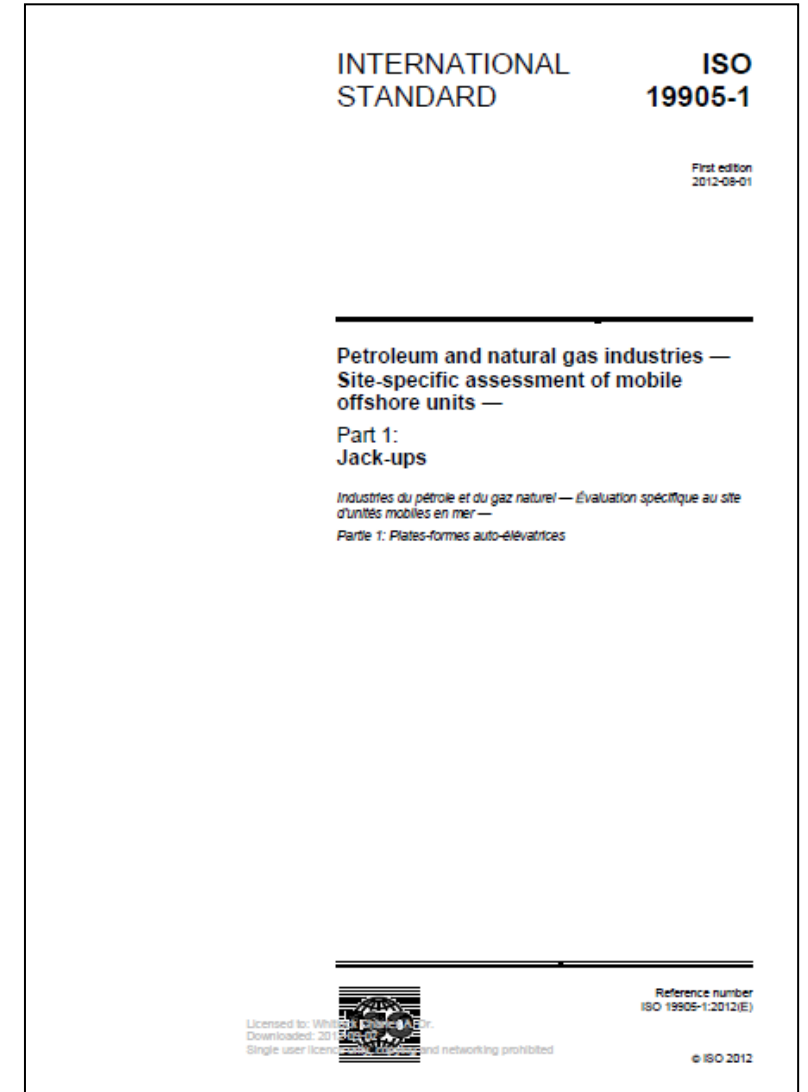 INTERNATIONAL
STANDARD
ISO
19905-1
First edition
2012-08-01
Petroleum and natural gas industries —
Site-specific assessment of mobile
offshore units —
Part 1:
Jack-ups
Industries du pétrole et du gaz naturel — Évaluation spécifique au site
d'unités mobiles en mer —
Partie 1: Plates-formes auto-élévatrices
Reference number
ISO 19905-1:2012(E)
Licensed to:
Downloaded:
Single user and networking prohibited
© ISO 2012